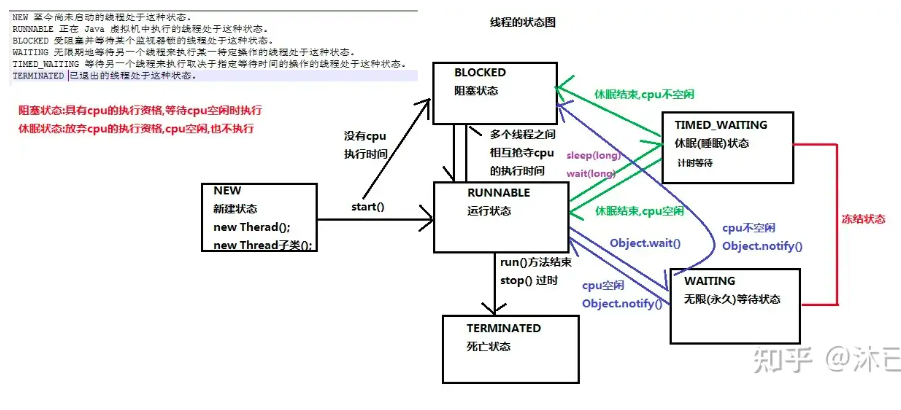 NEW 至今尚未启动的线程处于这种状态。
RUNNABLE 正在 Java 虚拟机中执行的线程处于这种状态。
BLOCKED 受阻塞并等待某个监视器锁的线程处于这种状态。
WAITING 无限期地等待另一个线程来执行某一特定操作的线程处于这种状态。
TIMED_WAITING 等待另一个线程来执行取决于指定等待时间的操作的线程处于这种状态。
TERMINATED 已退出的线程处于这种状态。
线程的状态图
阻塞状态:具有cpu的执行资格,等待cpu空闲时执行
休眠状态:放弃cpu的执行资格,cpu空闲,也不执行
BLOCKED
阻塞状态
休眠结束,cpu不空闲
TIMED_WAITING
休眠(睡眠)状态
计时等待
没有cpu
执行时间
多个线程之间
相互抢夺cpu
的执行时间
sleep(long)
wait(long)
NEW
新建状态
new Therad();
new Thread子类();
start()
RUNNABLE
运行状态
休眠结束,cpu空闲
冻结状态
Object.wait()
cpu不空闲
Object.notify()
run()方法结束
stop() 过时
cpu空闲
Object.notify()
WAITING
无限(永久)等待状态
TERMINATED
死亡状态
知乎 @沐E